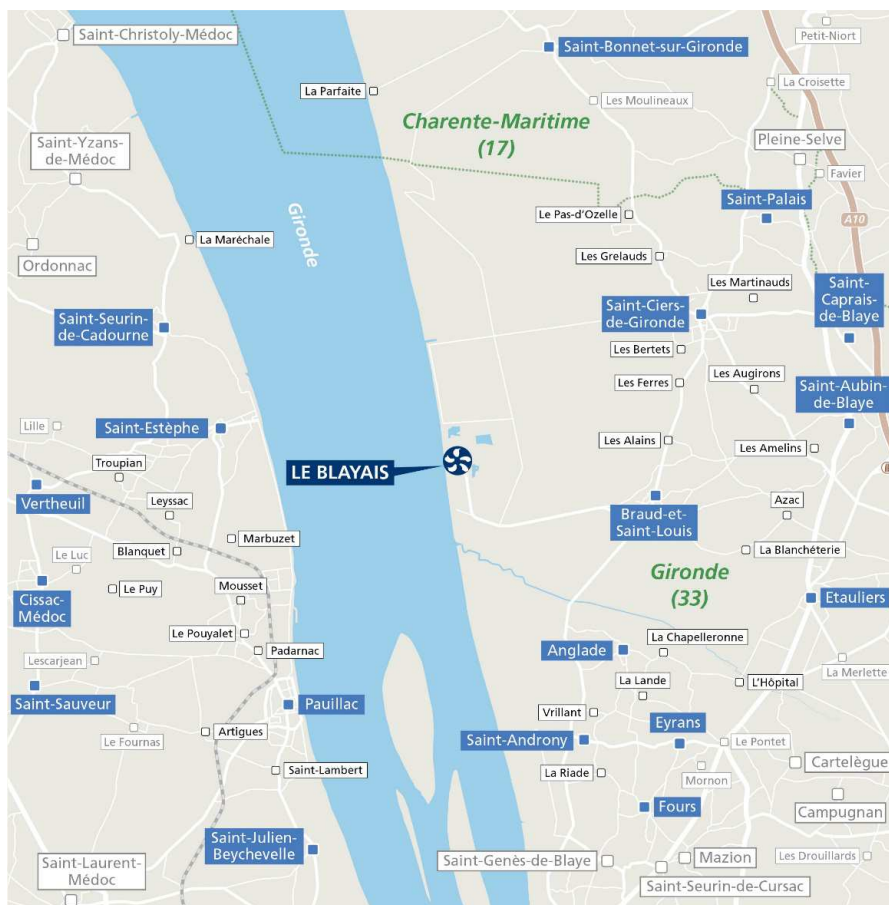 Saint-Christoly-Médoc
Petit-Niort
Saint-Bonnet-sur-Gironde
La Croisette
La Parfaite
Les Moulineaux
Charente-Maritime
(17)
Saint-Yzans-
de-Médoc
Pleine-Selve
Favier
Saint-Palais
Le Pas-d'Ozelle
Gironde
A10
La Maréchale
Ordonnac
Les Grelauds
Les Martinauds
Saint-
Caprais-
de-Blaye
Saint-Ciers-
de-Gironde
Saint-Seurin-
de-Cadourne
Les Bertets
Les Augirons
Les Ferres
Saint-Aubin-
de-Blaye
Lille
Saint-Estèphe
Les Alains
Les Amelins
Troupian
LE BLAYAIS
Vertheuil
Leyssac
Azac
Braud-et-
Saint-Louis
Marbuzet
Le Luc
Blanquet
La Blanchéterie
Gironde
(33)
Cissac-
Médoc
Le Puy
Mousset
Etauliers
Le Pouyalet
La Chapelleronne
Padarnac
Anglade
Lescarjean
La Merlette
La Lande
L'Hôpital
Saint-Sauveur
Pauillac
Vrillant
Eyrans
Le Fournas
Artigues
Saint-Androny
Le Pontet
Cartelègue
Saint-Lambert
La Riade
Mornon
Fours
Campugnan
Saint-Julien-
Beychevelle
Saint-Laurent-
Médoc
Saint-Genès-de-Blaye
Mazion
Les Drouillards
Saint-Seurin-de-Cursac